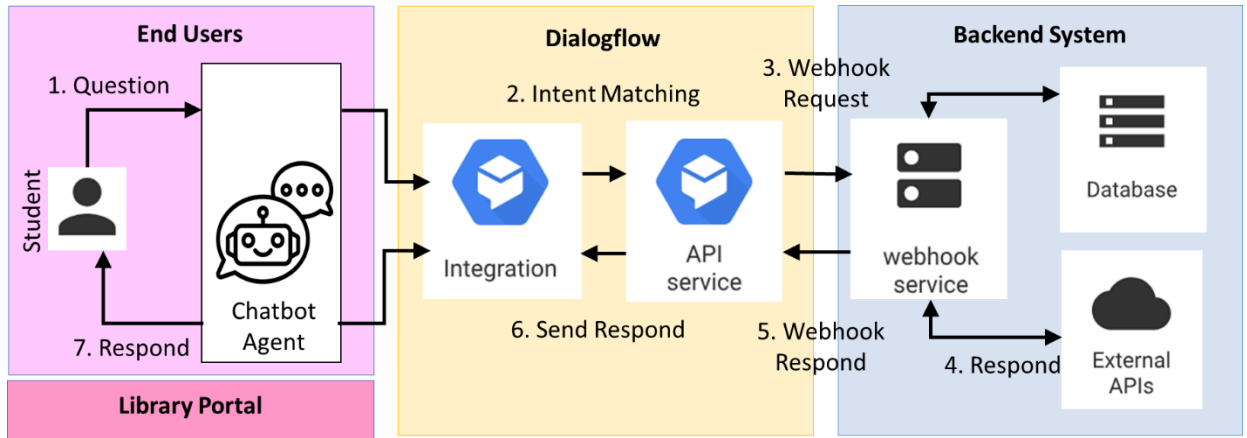 End Users
1. Question
Student
Chatbot
Agent
7. Respond
Library Portal
Dialogflow
2. Intent Matching
Integration
API
service
6. Send Respond
Backend System
3. Webhook
Request
Database
webhook
service
5. Webhook
Respond
4. Respond
External
APIs